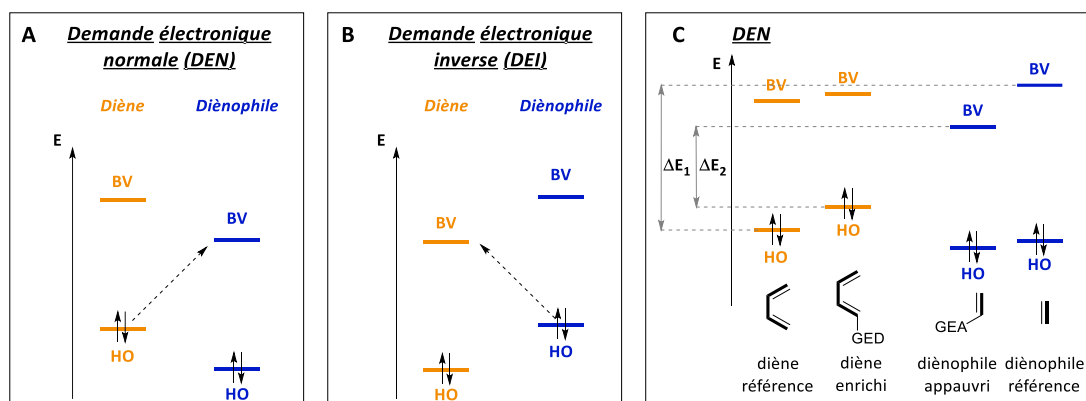 A
Demande électronique
normale (DEN)
Diène
Diènophile
E
BV
BV
HO
HO
B
Demande électronique
inverse (DEI)
Diène
Diènophile
E
BV
BV
HO
HO
C
DEN
E
BV
BV
BV
BV
ΔE1
ΔE2
HO
HO
HO
HO
GED
GEA
diène
référence
diène
enrichi
diènophile
appauvri
diènophile
référence